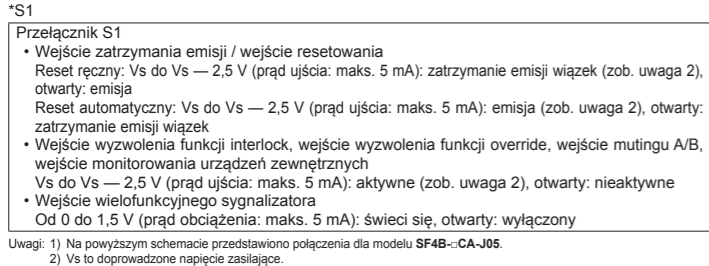 *S1
Przełącznik S1
• Wejście zatrzymania emisji / wejście resetowania
Reset ręczny: Vs do Vs — 2,5 V (prąd ujścia: maks. 5 mA): zatrzymanie emisji wiązek (zob. uwaga 2),
otwarty: emisja
Reset automatyczny: Vs do Vs — 2,5 V (prąd ujścia: maks. 5 mA): emisja (zob. uwaga 2), otwarty:
zatrzymanie emisji wiązek
• Wejście wyzwolenia funkcji interlock, wejście wyzwolenia funkcji override, wejście mutingu A/B,
wejście monitorowania urządzeń zewnętrznych
Vs do Vs — 2,5 V (prąd ujścia: maks. 5 mA): aktywne (zob. uwaga 2), otwarty: nieaktywne
• Wejście wielofunkcyjnego sygnalizatora
Od 0 do 1,5 V (prąd obciążenia: maks. 5 mA): świeci się, otwarty: wyłączony
Uwagi: 1) Na powyższym schemacie przedstawiono połączenia dla modelu SF4B-□CA-J05.
2) Vs to doprowadzone napięcie zasilające.